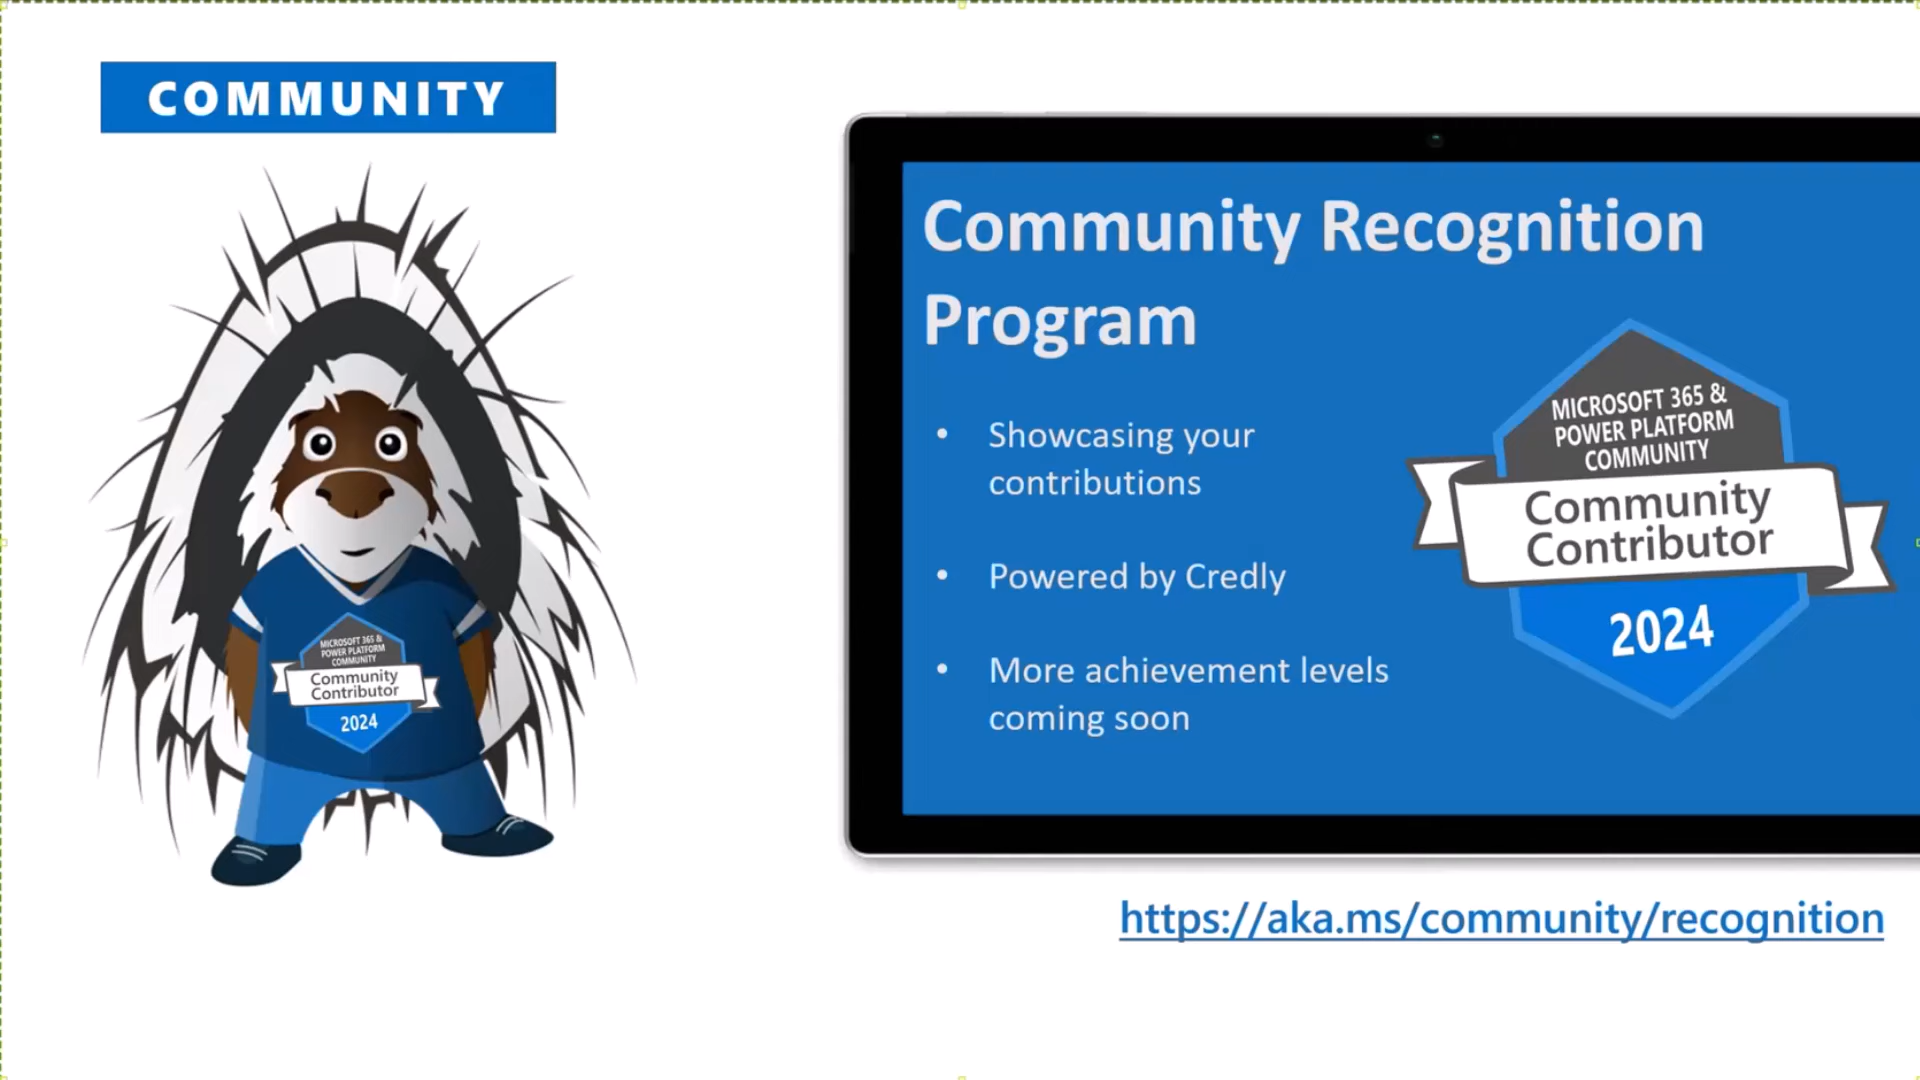 COMMUNITY
MICROSOFT 365 &
POWER PLATFORM
COMMUNITY
Community
Contributor
2024
Community Recognition
Program
• Showcasing your
contributions
• Powered by Credly
• More achievement levels
coming soon
MICROSOFT 365 &
POWER PLATFORM
COMMUNITY
Community
Contributor
2024
https://aka.ms/community/recognition